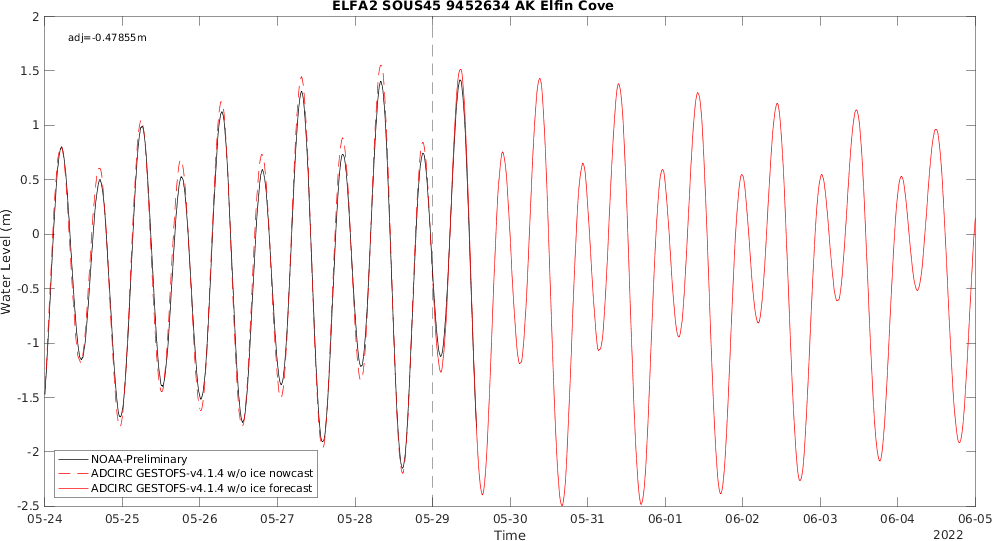 ELFA2 SOUS45 9452634 AK Elfin Cove
adj=-0.47855m
2
1.5
1
0.5
0
-0.5
-1
-1.5
-2
-2.5
Water Level (m)
NOAA-Preliminary
ADCIRC GESTOFS-v4.1.4 w/o ice nowcast
ADCIRC GESTOFS-v4.1.4 w/o ice forecast
05-24 05-25 05-26 05-27 05-28 05-29 05-30 05-31 06-01 06-02 06-03 06-04 06-05
Time
2022